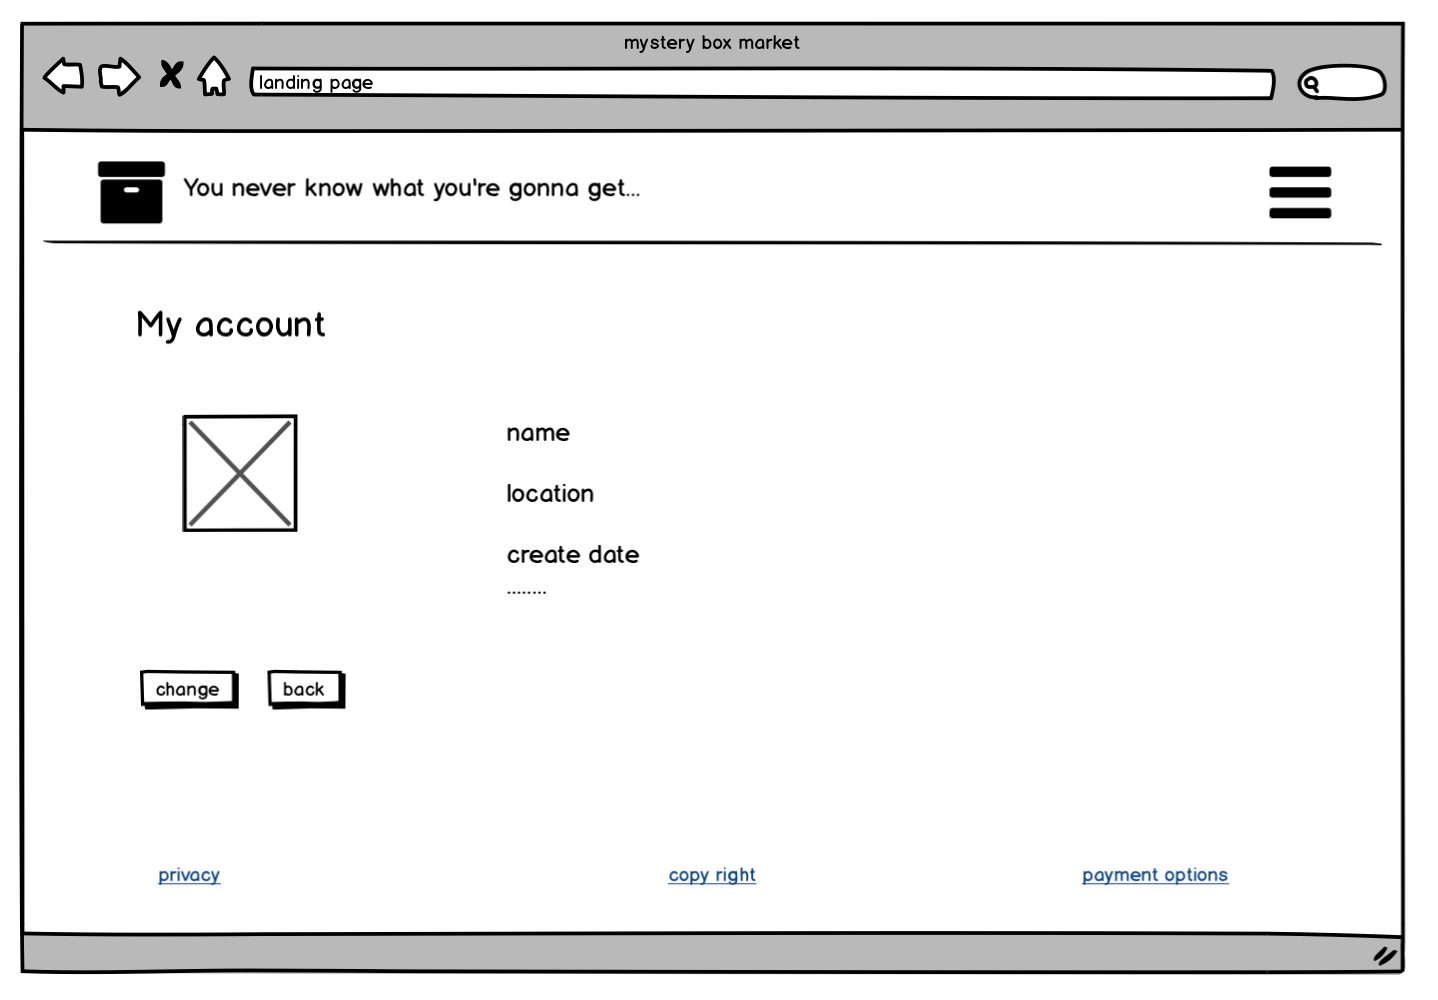 mystery box market
landing page
You never know what you're gonna get...
My account
name
location
create date
........
change
back
privacy
copy right
payment options